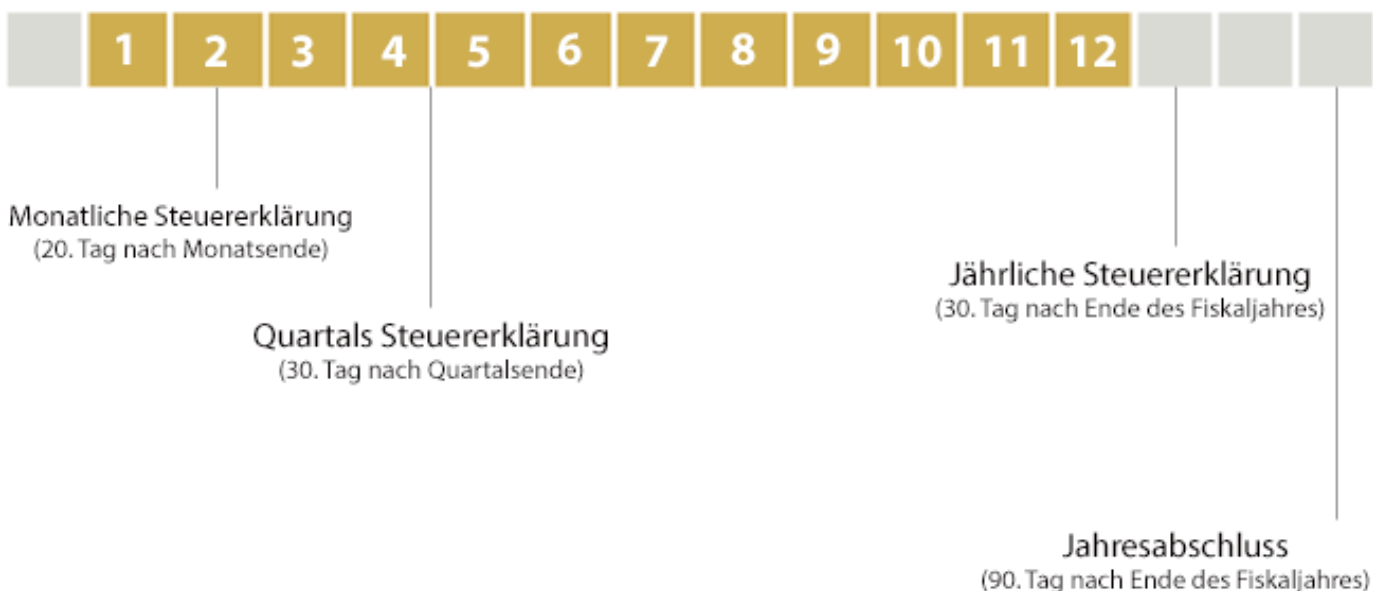 1 2 3 4 5 6 7 8 9 10 11 12
Monatliche Steuererklärung
(20. Tag nach Monatsende)
Quartals Steuererklärung
(30. Tag nach Quartalsende)
Jährliche Steuererklärung
(30. Tag nach Ende des Fiskaljahres)
Jahresabschluss
(90. Tag nach Ende des Fiskaljahres)